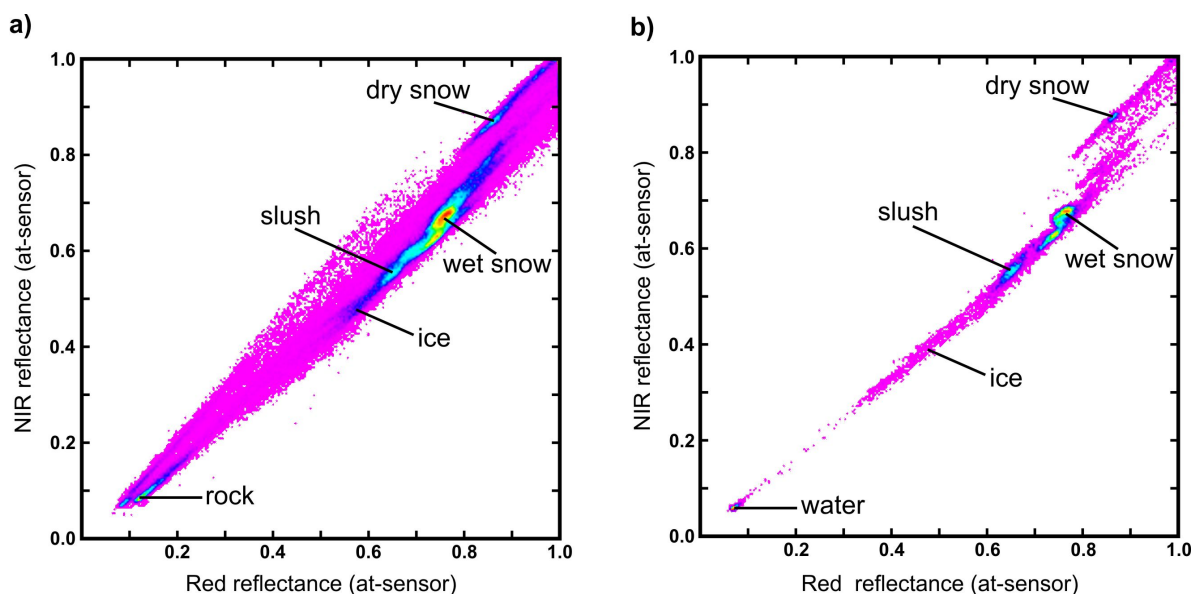 a)
NIR reflectance (at-sensor)
1.0
0.8
0.6
0.4
0.2
0.0
dry snow
slush
wet snow
ice
rock
0.2 0.4 0.6 0.8 1.0
Red reflectance (at-sensor)
b)
NIR reflectance (at-sensor)
1.0
0.8
0.6
0.4
0.2
0.0
dry snow
slush
wet snow
ice
water
0.2 0.4 0.6 0.8 1.0
Red reflectance (at-sensor)